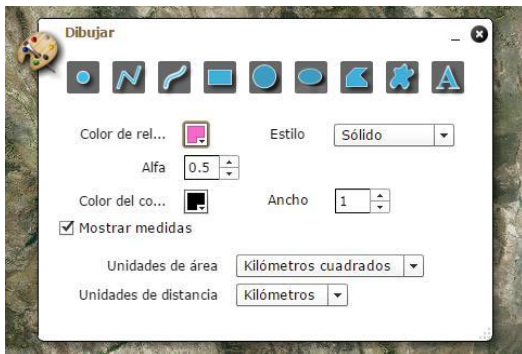 Dibujar
A
Color de rel... Estilo Sólido
Alfa 0.5
Color del co... Ancho 1
Mostrar medidas
Unidades de área Kilómetros cuadrados
Unidades de distancia Kilómetros